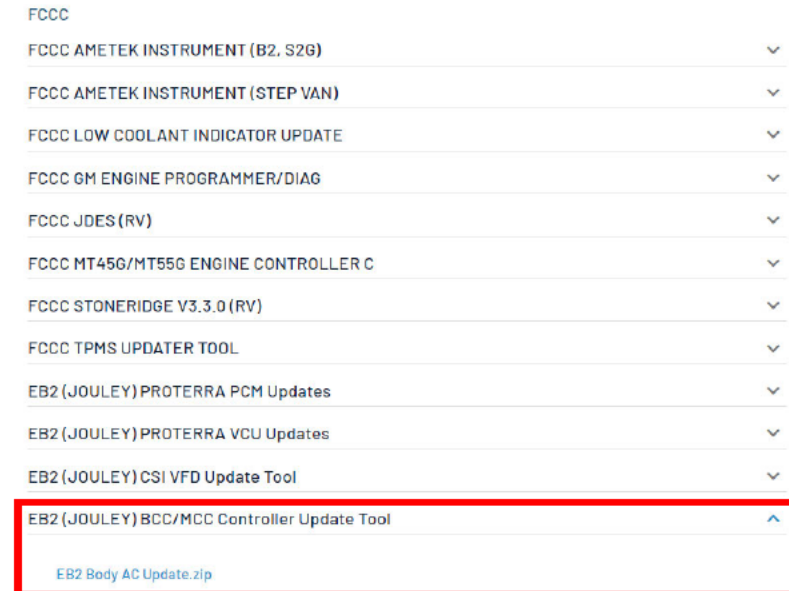 FCCC
FCCC AMETEK INSTRUMENT (B2, S2G)
FCCC AMETEK INSTRUMENT (STEP VAN)
FCCC LOW COOLANT INDICATOR UPDATE
FCCC GM ENGINE PROGRAMMER/DIAG
FCCC JDES (RV)
FCCC MT45G/MT55G ENGINE CONTROLLER C
FCCC STONERIDGE V3.3.0 (RV)
FCCC TPMS UPDATER TOOL
EB2 (JOULEY) PROTERRA PCM Updates
EB2 (JOULEY) PROTERRA VCU Updates
EB2 (JOULEY) CSI VFD Update Tool
EB2 (JOULEY) BCC/MCC Controller Update Tool
EB2 Body AC Update.zip